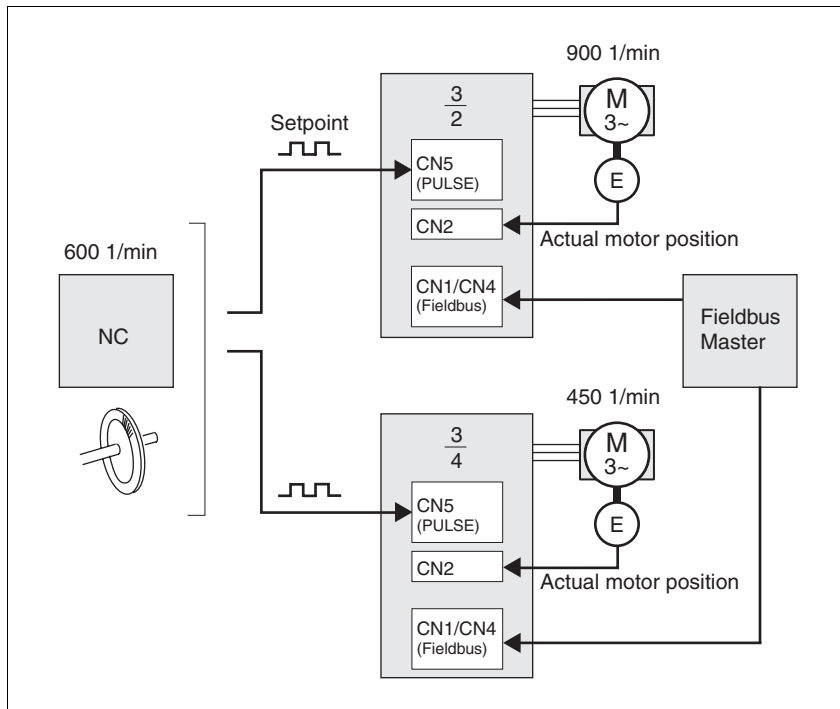 900 1/min
3
2
M
3~
Setpoint
CN5
(PULSE)
E
CN2
Actual motor position
600 1/min
CN1/CN4
(Fieldbus)
NC
Fieldbus
Master
450 1/min
3
4
M
3~
CN5
(PULSE)
E
CN2
Actual motor position
CN1/CN4
(Fieldbus)